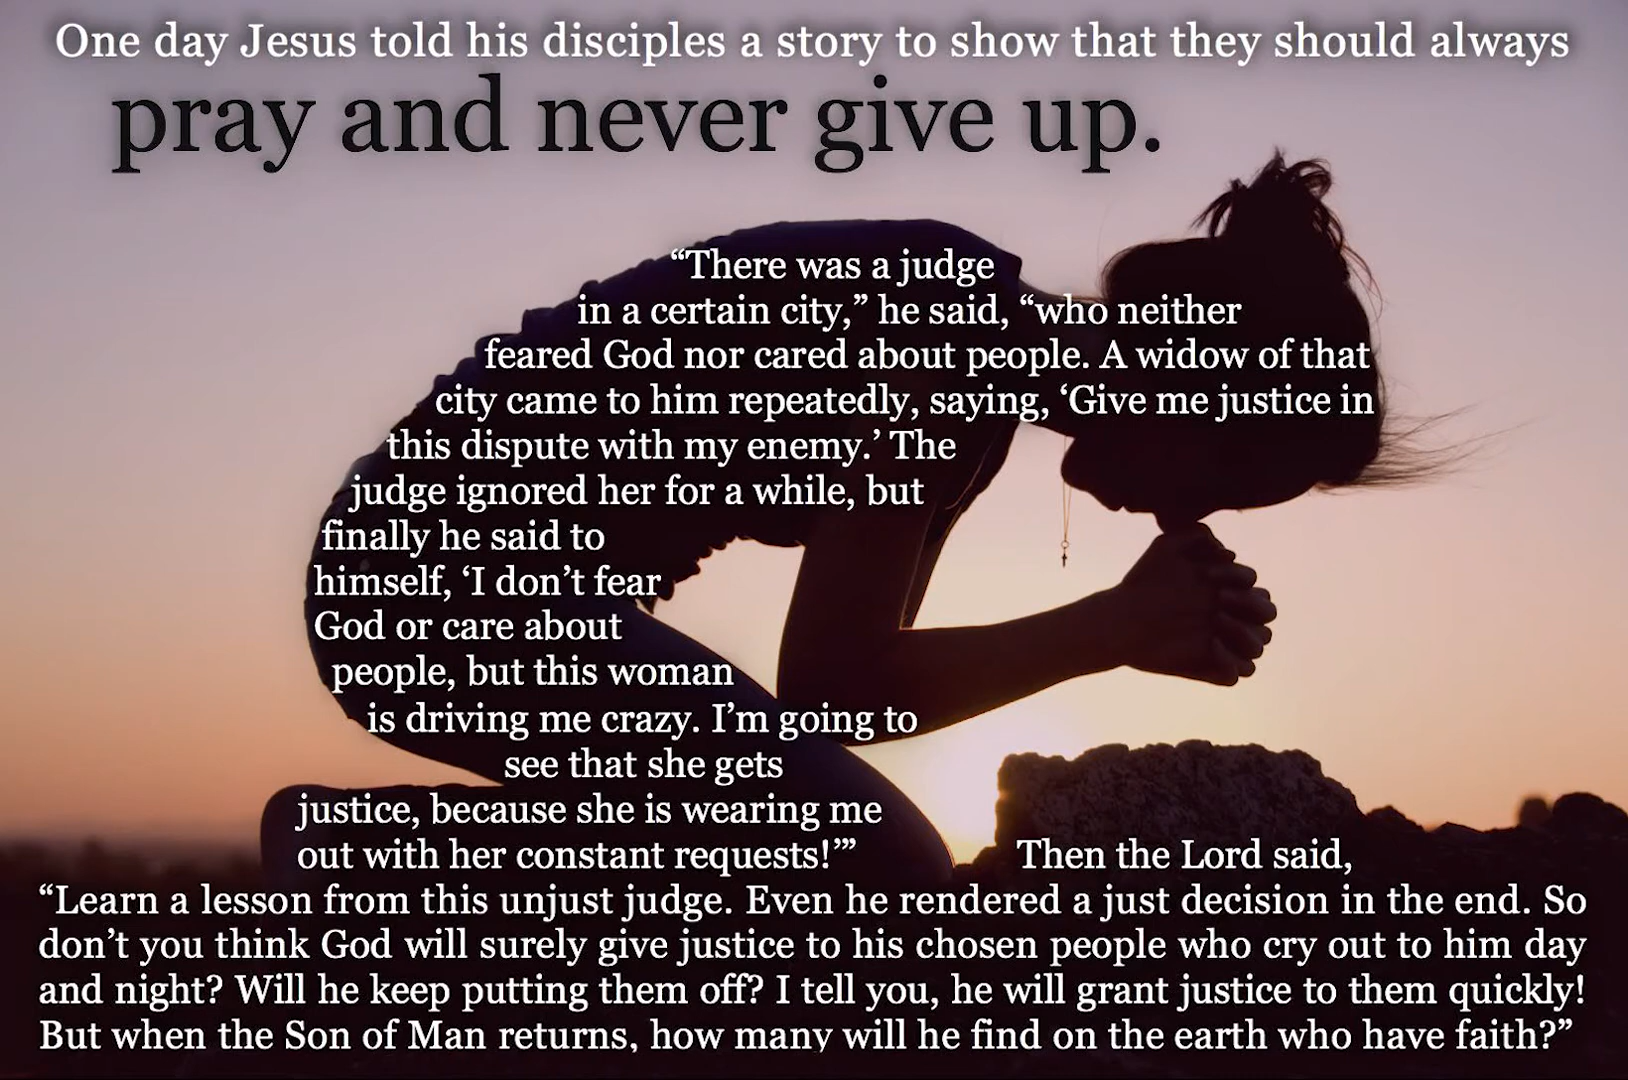 One day Jesus told his disciples a story to show that they should always
pray and never give up.
“There was a judge
in a certain city,” he said, “who neither
feared God nor cared about people. A widow of that
city came to him repeatedly, saying, ‘Give me justice in
this dispute with my enemy.’ The
judge ignored her for a while, but
finally he said to
himself, ‘I don’t fear
God or care about
people, but this woman
is driving me crazy. I’m going to
see that she gets
justice, because she is wearing me
out with her constant requests!’” Then the Lord said,
“Learn a lesson from this unjust judge. Even he rendered a just decision in the end. So
don’t you think God will surely give justice to his chosen people who cry out to him day
and night? Will he keep putting them off? I tell you, he will grant justice to them quickly!
But when the Son of Man returns, how many will he find on the earth who have faith?”